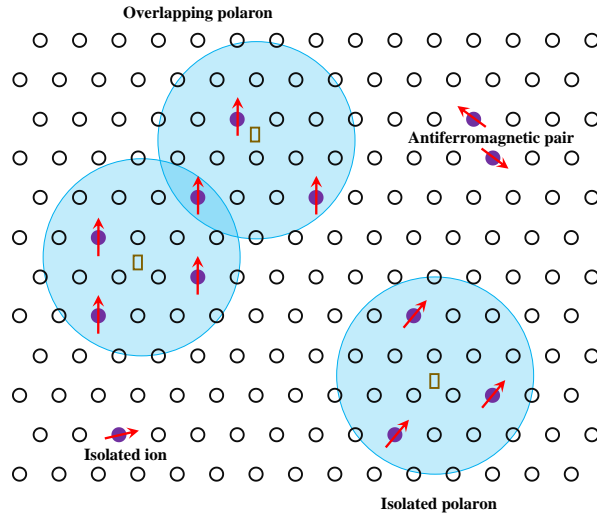 Overlapping polaron
Antiferromagnetic pair
Isolated ion
Isolated polaron